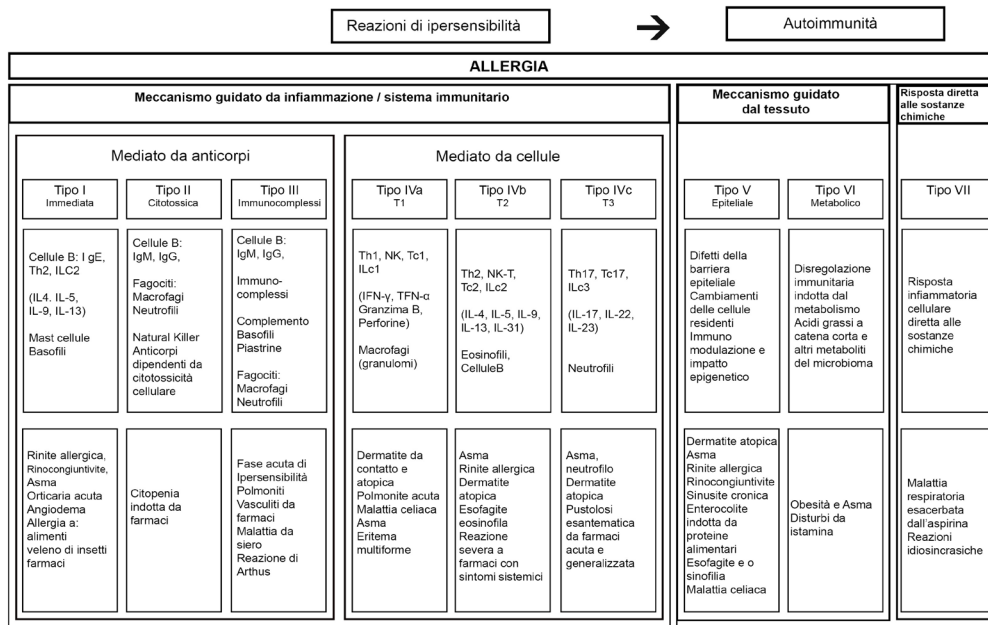 Reazioni di ipersensibilità
Autoimmunità
ALLERGIA
Meccanismo guidato da infiammazione / sistema immunitario
Meccanismo guidato
dal tessuto
Risposta diretta
alle sostanze
chimiche
Mediato da anticorpi
Mediato da cellule
Tipo I
Immediata
Tipo II
Citotossica
Tipo III
Immunocomplessi
Tipo IVa
T1
Tipo IVb
T2
Tipo IVc
T3
Tipo V
Epiteliale
Tipo VI
Metabolico
Tipo VII
Cellule B: I gE,
Th2, ILC2
(IL4. IL-5,
IL-9, IL-13)
Mast cellule
Basofili
Cellule B:
IgM, IgG,
Fagociti:
Macrofagi
Neutrofili
Natural Killer
Anticorpi
dipendenti da
citotossicità
cellulare
Cellule B:
IgM, IgG,
Immuno-
complessi
Complemento
Basofili
Piastrine
Fagociti:
Macrofagi
Neutrofili
Th1, NK, Tc1,
ILc1
(IFN-γ, TFN-α
Granzima B,
Perforine)
Macrofagi
(granulomi)
Th2, NK-T,
Tc2, ILc2
(IL-4, IL-5, IL-9,
IL-13, IL-31)
Eosinofili,
CelluleB
Th17, Tc17,
ILc3
(IL-17, IL-22,
IL-23)
Neutrofili
Difetti della
barriera
epiteliale
Cambiamenti
delle cellule
residenti
Immuno
modulazione e
impatto
epigenetico
Disregolazione
immunitaria
indotta dal
metabolismo
Acidi grassi a
catena corta e
altri metaboliti
del microbioma
Risposta
infiammatoria
cellulare
diretta alle
sostanze
chimiche
Rinite allergica,
Rinocongiuntivite,
Asma
Orticaria acuta
Angiodema
Allergia a:
alimenti
veleno di insetti
farmaci
Citopenia
indotta da
farmaci
Fase acuta di
Ipersensibilità
Polmoniti
Vasculiti da
farmaci
Malattia da
siero
Reazione di
Arthus
Dermatite da
contatto e
atopica
Polmonite acuta
Malattia celiaca
Asma
Eritema
multiforme
Asma
Rinite allergica
Dermatite
atopica
Esofagite
eosinofila
Reazione
severa a
farmaci con
sintomi sistemici
Asma,
neutrofilo
Dermatite
atopica
Pustolosi
esantematica
da farmaci
acuta e
generalizzata
Dermatite atopica
Asma
Rinite allergica
Rinocongiuntivite
Sinusite cronica
Enterocolite
indotta da
proteine
alimentari
Esofagite e o
sinofilia
Malattia celiaca
Obesità e Asma
Disturbi da
istamina
Malattia
respiratoria
esacerbata
dall'aspirina
Reazioni
idiosincrasiche